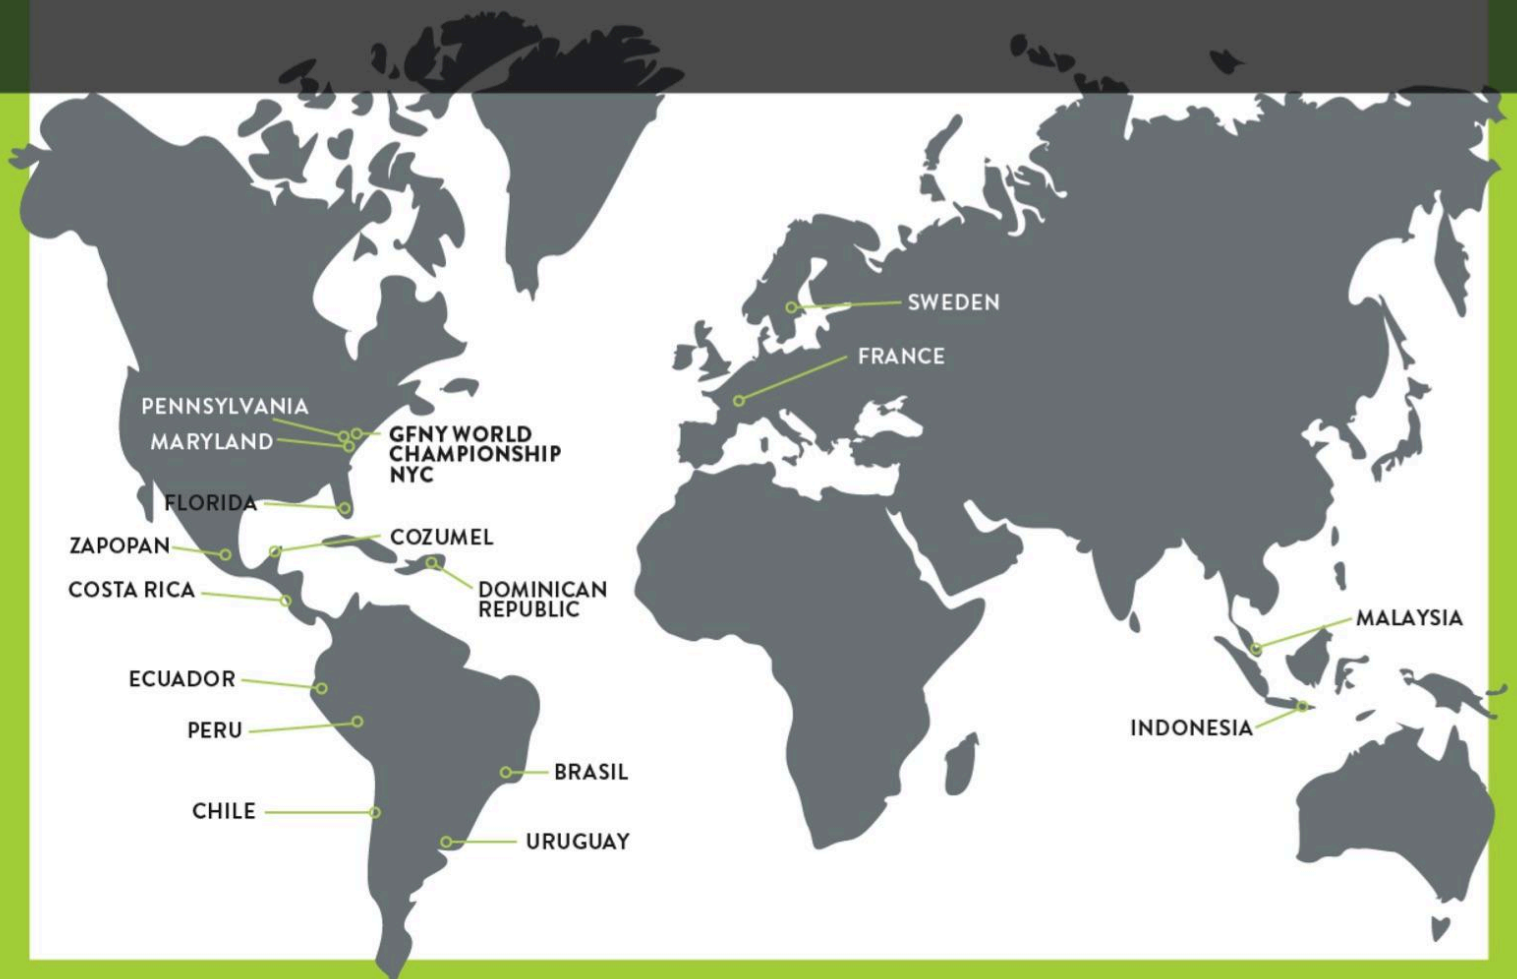 SWEDEN
FRANCE
PENNSYLVANIA
MARYLAND
GFNY WORLD
CHAMPIONSHIP
NYC
FLORIDA
COZUMEL
ZAPOPAN
COSTA RICA
DOMINICAN
REPUBLIC
MALAYSIA
ECUADOR
INDONESIA
PERU
BRASIL
CHILE
URUGUAY